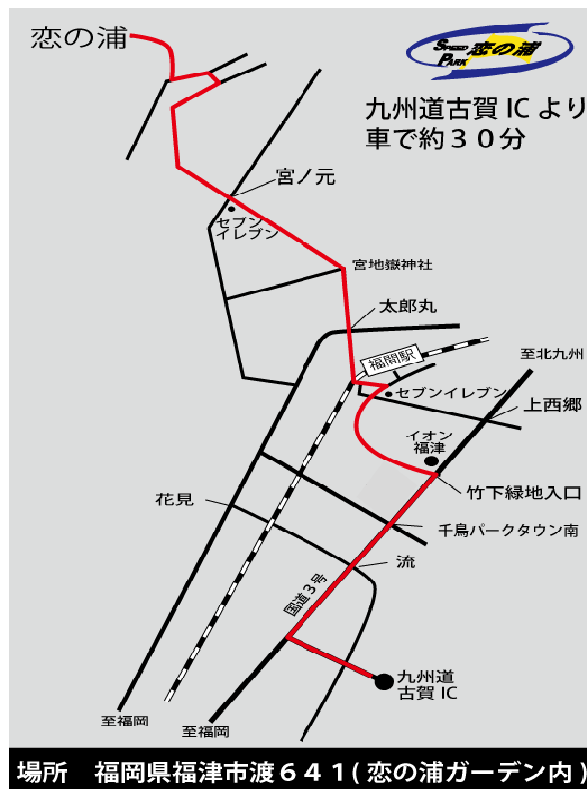 恋の浦
SPEED PARK 恋の浦
九州道古賀ICより
車で約３０分
宮ノ元
セブン
イレブン
宮地嶽神社
太郎丸
福間駅
至北九州
セブンイレブン
上西郷
イオン
福津
竹下緑地入口
花見
千鳥パークタウン南
流
国道３号
九州道
古賀IC
至福岡
至福岡
場所　福岡県福津市渡６４１(恋の浦ガーデン内)